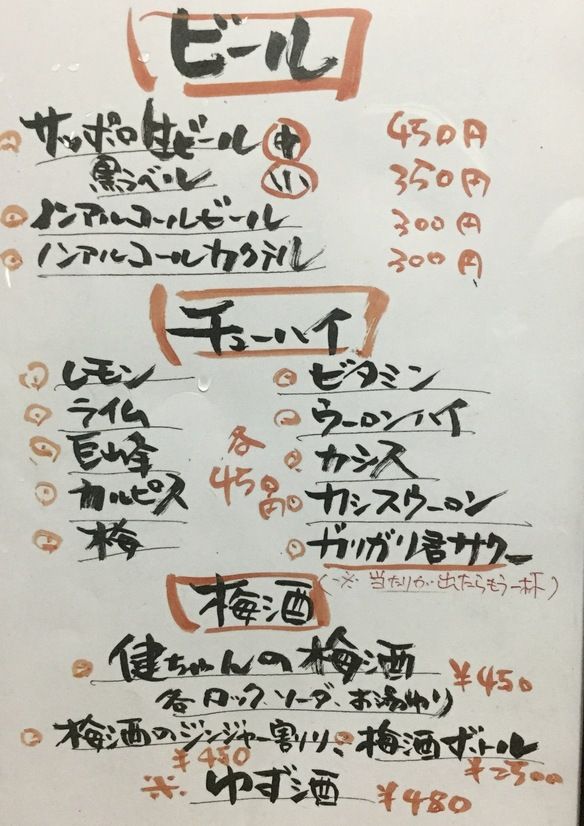 ビール
サッポロ生ビール 中 450円
黒ラベル 小 350円
ノンアルコールビール 300円
ノンアルコールカクテル 300円
チューハイ
レモン
ライム
巨峰
カルピス
梅
各450円
ビタミン
ウーロンハイ
カシス
カシスウーロン
ガリガリ君サワー
(※当たりが出たらもう一杯)
梅酒
健ちゃんの梅酒 ¥450
各ロック、ソーダ、お湯わり
梅酒のジンジャー割り ¥450
梅酒ボトル ¥2500
※ゆず酒 ¥480